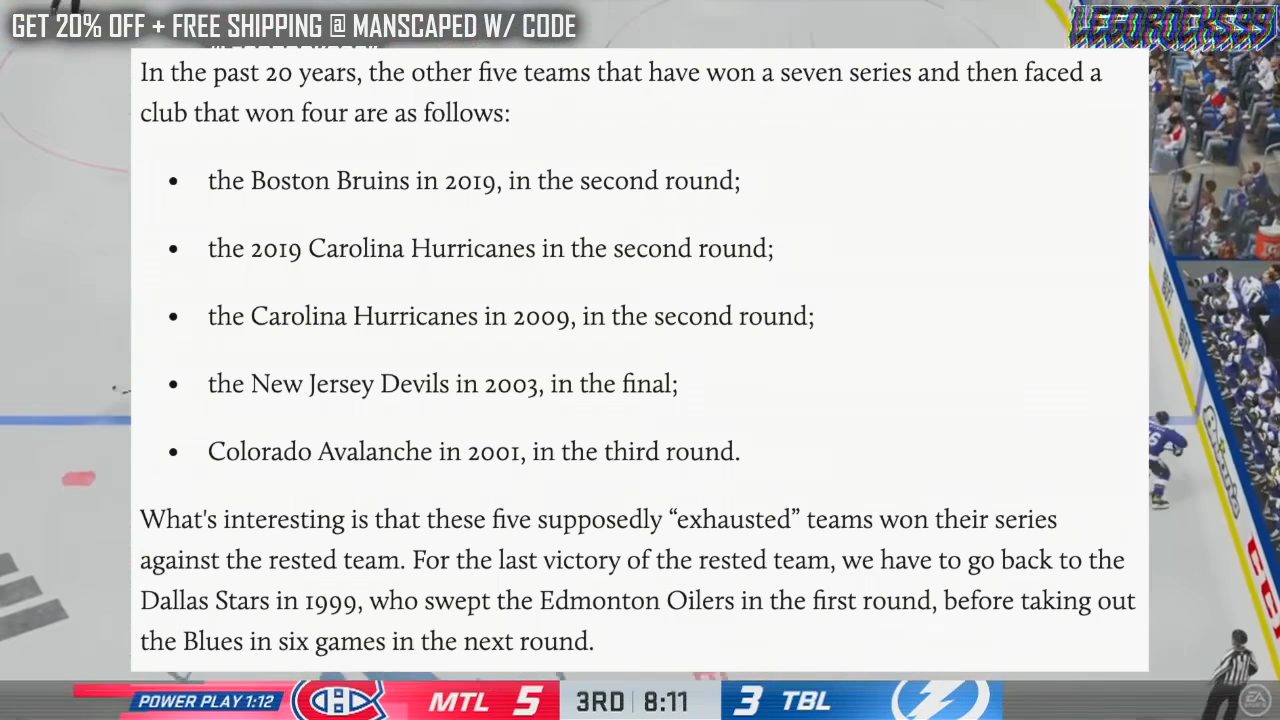 GET 20% OFF + FREE SHIPPING @ MANSCAPED W/ CODE
In the past 20 years, the other five teams that have won a seven series and then faced a
club that won four are as follows:
• the Boston Bruins in 2019, in the second round;
• the 2019 Carolina Hurricanes in the second round;
• the Carolina Hurricanes in 2009, in the second round;
• the New Jersey Devils in 2003, in the final;
• Colorado Avalanche in 2001, in the third round.
What's interesting is that these five supposedly “exhausted” teams won their series
against the rested team. For the last victory of the rested team, we have to go back to the
Dallas Stars in 1999, who swept the Edmonton Oilers in the first round, before taking out
the Blues in six games in the next round.
POWER PLAY 1:12 MTL 5 3RD 8:11 3 TBL
EA